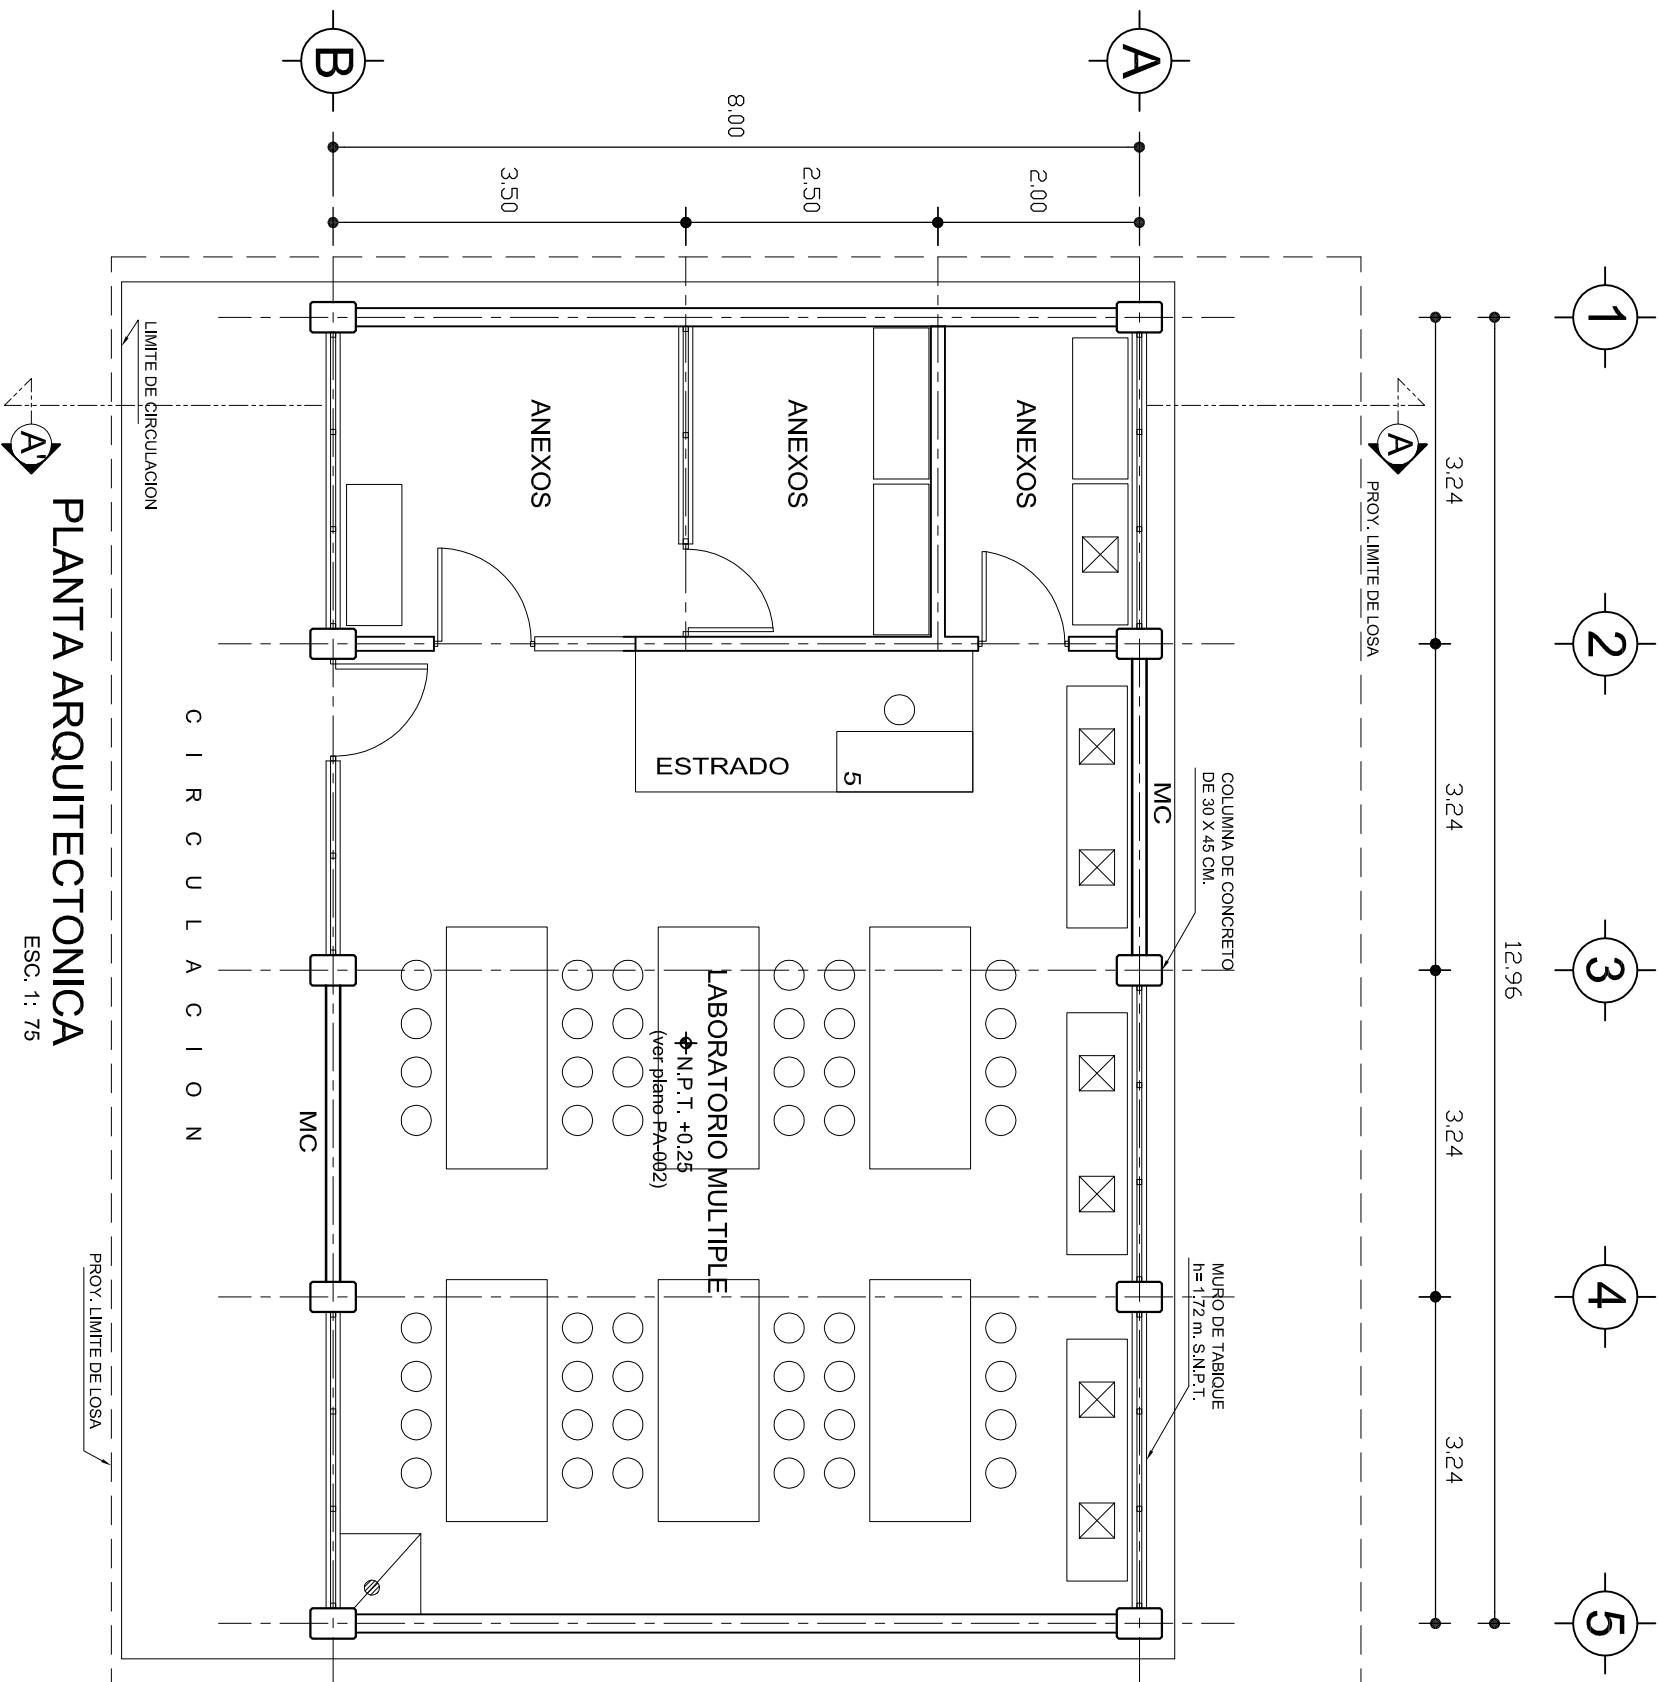 1
2
3
4
5
12.96
3.24
3.24
3.24
3.24
A
B
8.00
2.00
2.50
3.50
A
PROY. LIMITE DE LOSA
COLUMNA DE CONCRETO
DE 30 X 45 CM.
MURO DE TABIQUE
h= 1.72 m. S.N.P.T.
MC
ANEXOS
ANEXOS
ANEXOS
ESTRADO
5
LABORATORIO MULTIPLE
N.P.T. +0.25
(ver plano PA-002)
MC
C I R C U L A C I O N
LIMITE DE CIRCULACION
PROY. LIMITE DE LOSA
A'
PLANTA ARQUITECTONICA
ESC. 1: 75